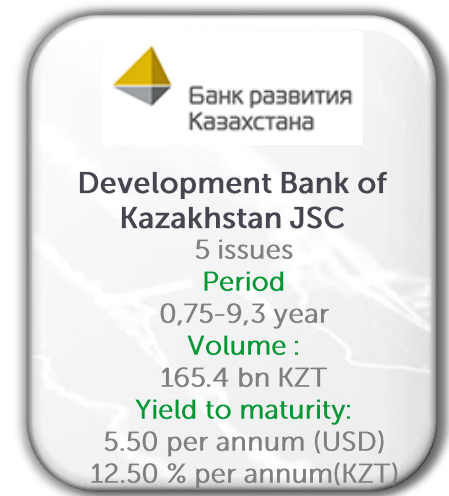 Банк развития
Казахстана
Development Bank of
Kazakhstan JSC
5 issues
Period
0,75-9,3 year
Volume :
165.4 bn KZT
Yield to maturity:
5.50 per annum (USD)
12.50 % per annum(KZT)